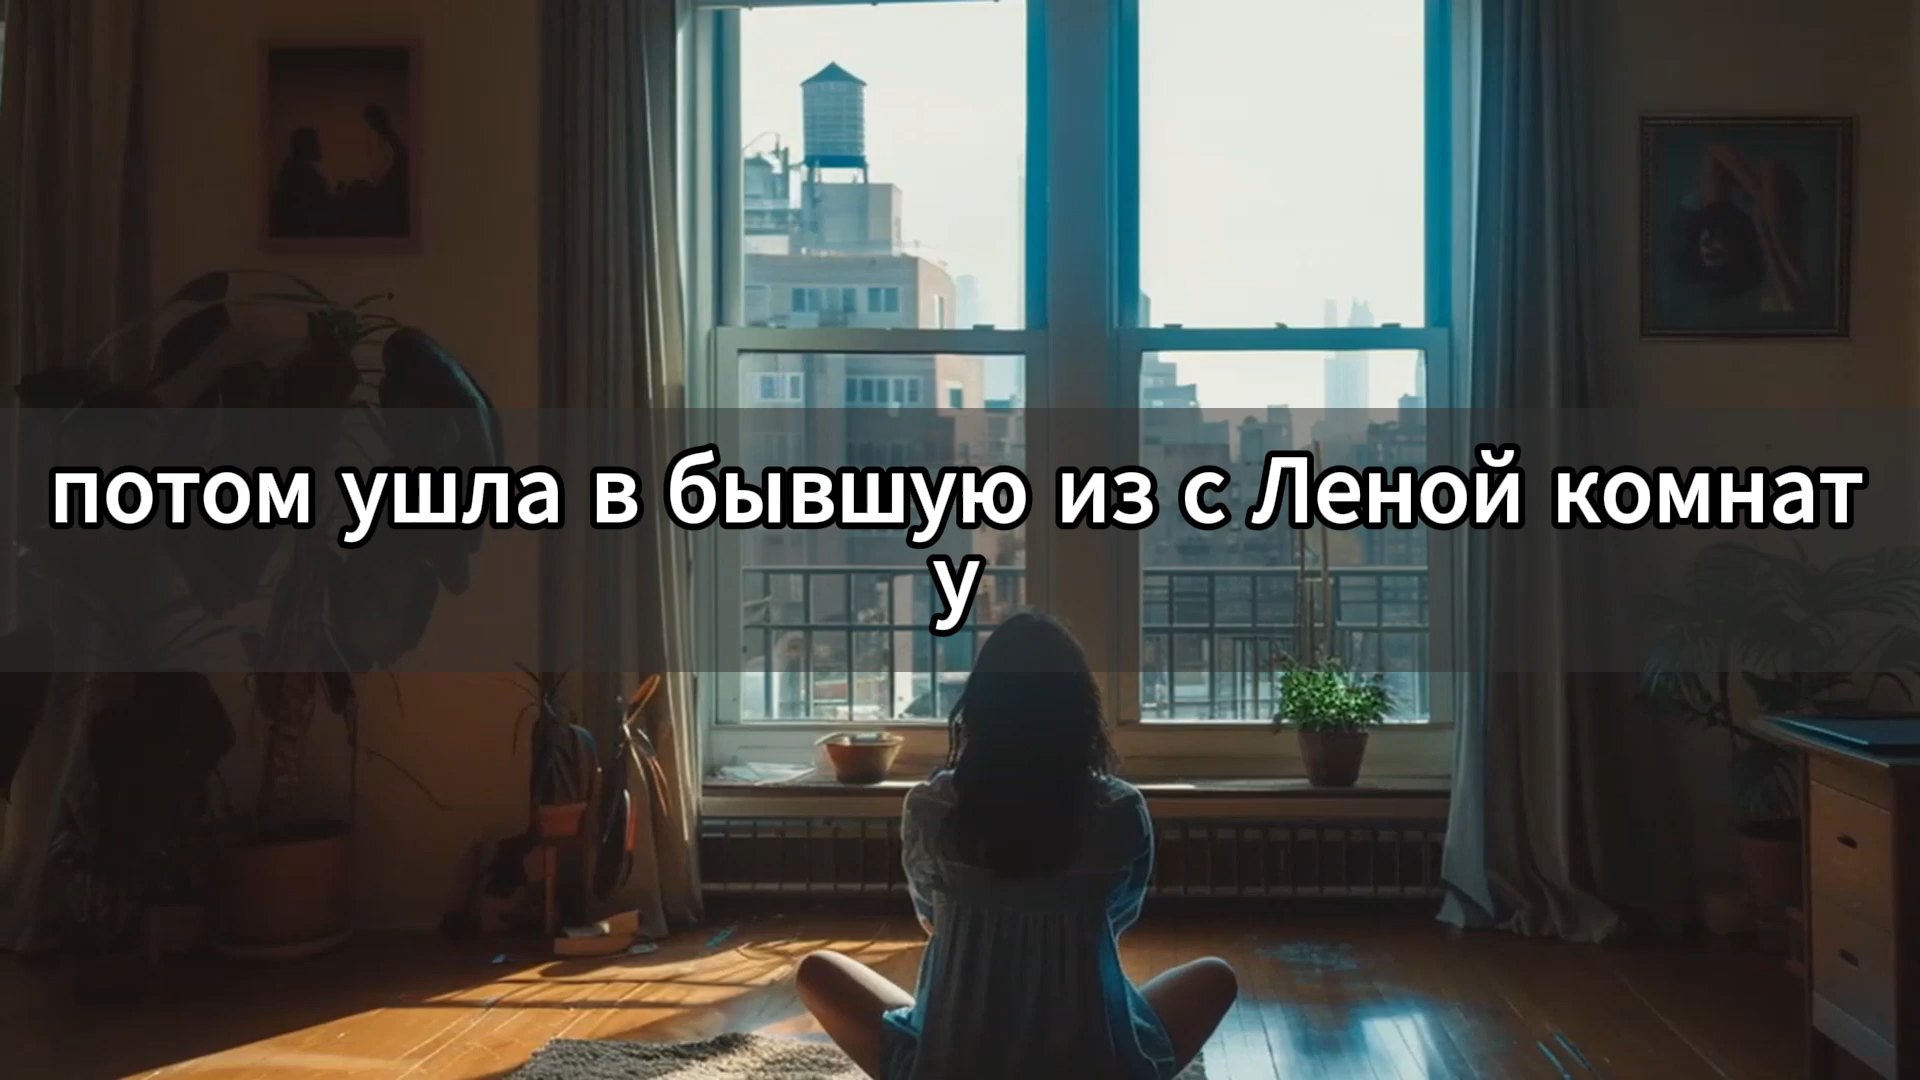 потом ушла в бывшую из с Леной комнат
у